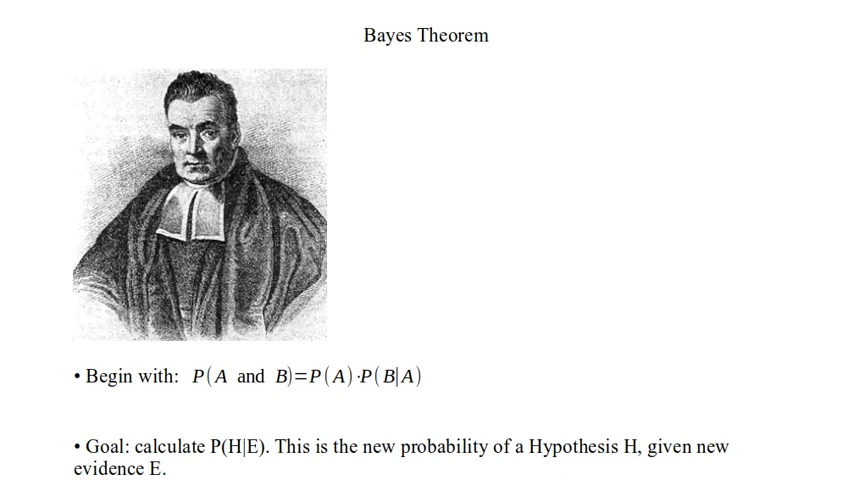 Bayes Theorem
• Begin with: P(A and B)=P(A)·P(B|A)
• Goal: calculate P(H|E). This is the new probability of a Hypothesis H, given new
evidence E.